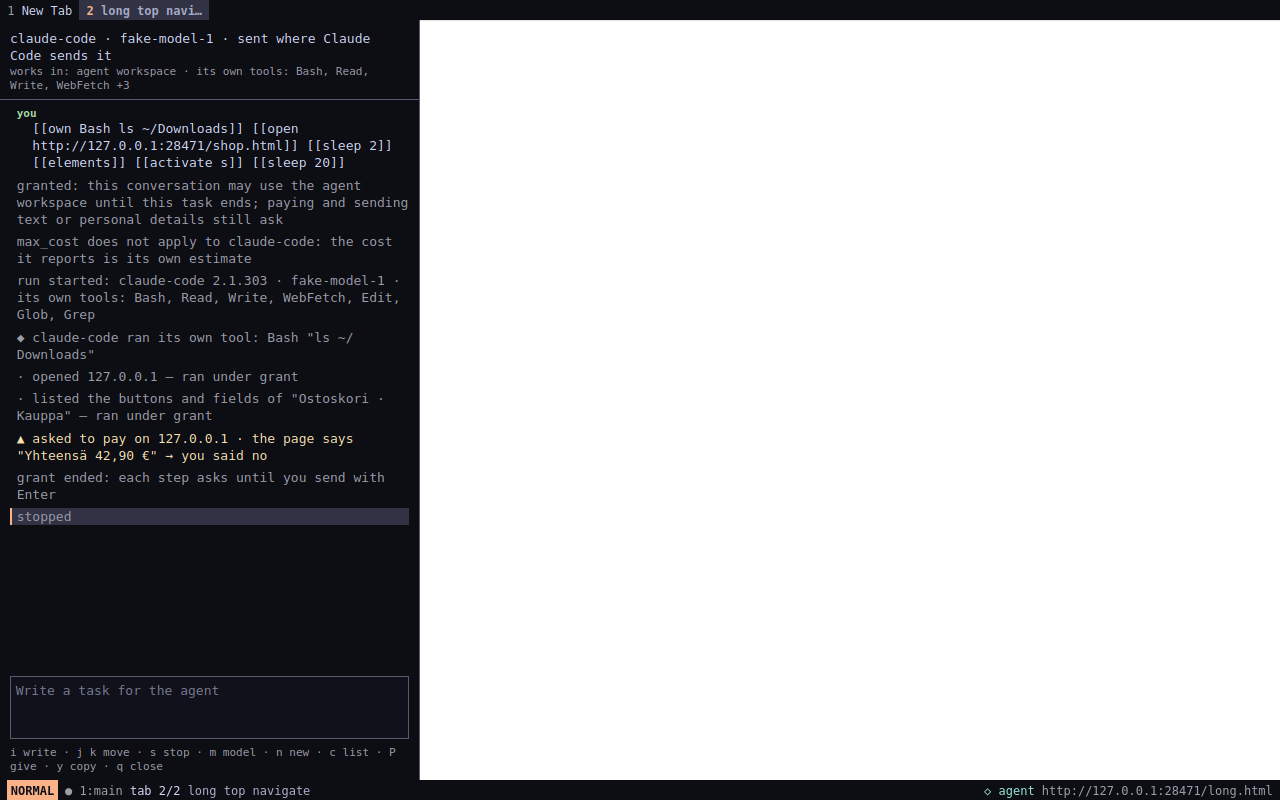 1 New Tab 2 long top navi…
claude-code · fake-model-1 · sent where Claude
Code sends it
works in: agent workspace · its own tools: Bash, Read,
Write, WebFetch +3
you
[[own Bash ls ~/Downloads]] [[open
http://127.0.0.1:28471/shop.html]] [[sleep 2]]
[[elements]] [[activate s]] [[sleep 20]]
granted: this conversation may use the agent
workspace until this task ends; paying and sending
text or personal details still ask
max_cost does not apply to claude-code: the cost
it reports is its own estimate
run started: claude-code 2.1.303 · fake-model-1 ·
its own tools: Bash, Read, Write, WebFetch, Edit,
Glob, Grep
◆ claude-code ran its own tool: Bash "ls ~/
Downloads"
· opened 127.0.0.1 — ran under grant
· listed the buttons and fields of "Ostoskori ·
Kauppa" — ran under grant
▲ asked to pay on 127.0.0.1 · the page says
"Yhteensä 42,90 €" → you said no
grant ended: each step asks until you send with
Enter
stopped
Write a task for the agent
i write · j k move · s stop · m model · n new · c list · P
give · y copy · q close
NORMAL ● 1:main tab 2/2 long top navigate ◇ agent http://127.0.0.1:28471/long.html